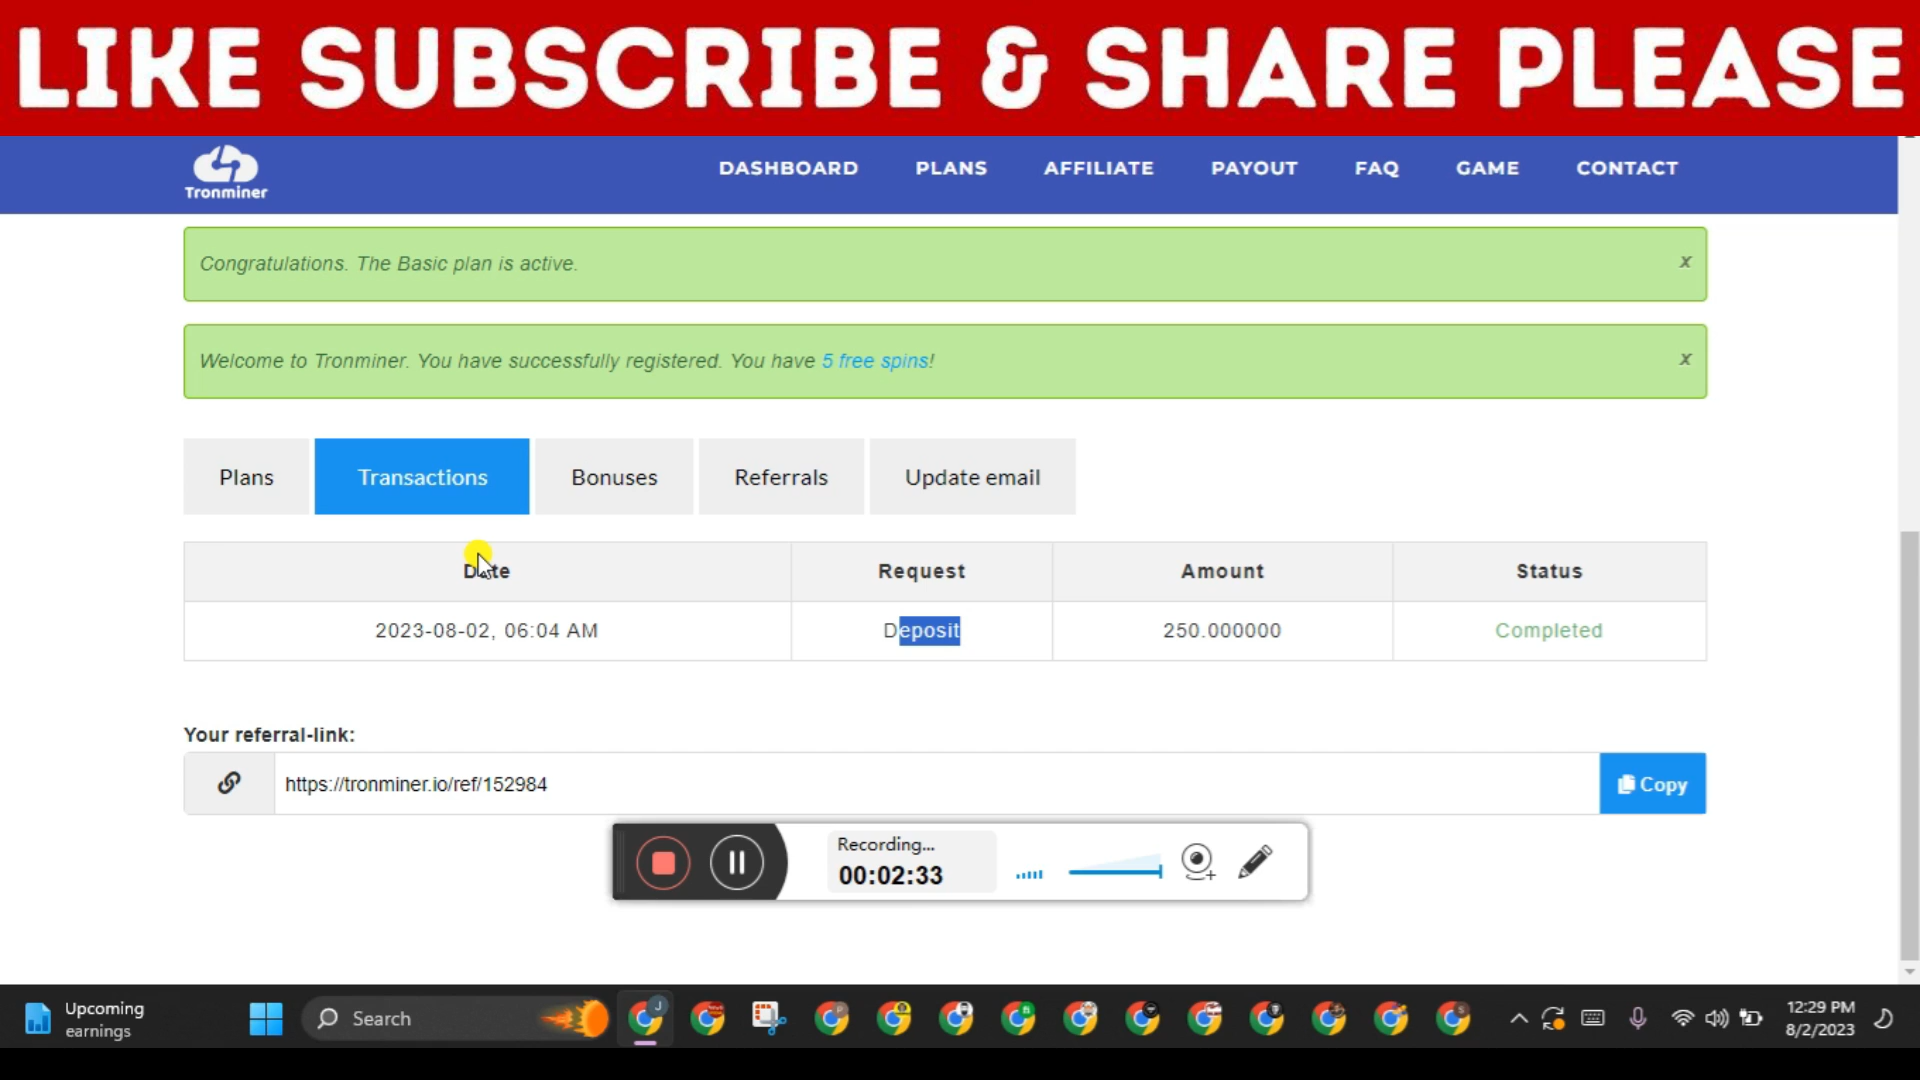 LIKE SUBSCRIBE & SHARE PLEASE
Tronminer
DASHBOARD PLANS AFFILIATE PAYOUT FAQ GAME CONTACT
Congratulations. The Basic plan is active. x
Welcome to Tronminer. You have successfully registered. You have 5 free spins! x
Plans Transactions Bonuses Referrals Update email
Date Request Amount Status
2023-08-02, 06:04 AM Deposit 250.000000 Completed
Your referral-link:
https://tronminer.io/ref/152984 Copy
Recording...
00:02:33
Upcoming
earnings
Search
12:29 PM
8/2/2023